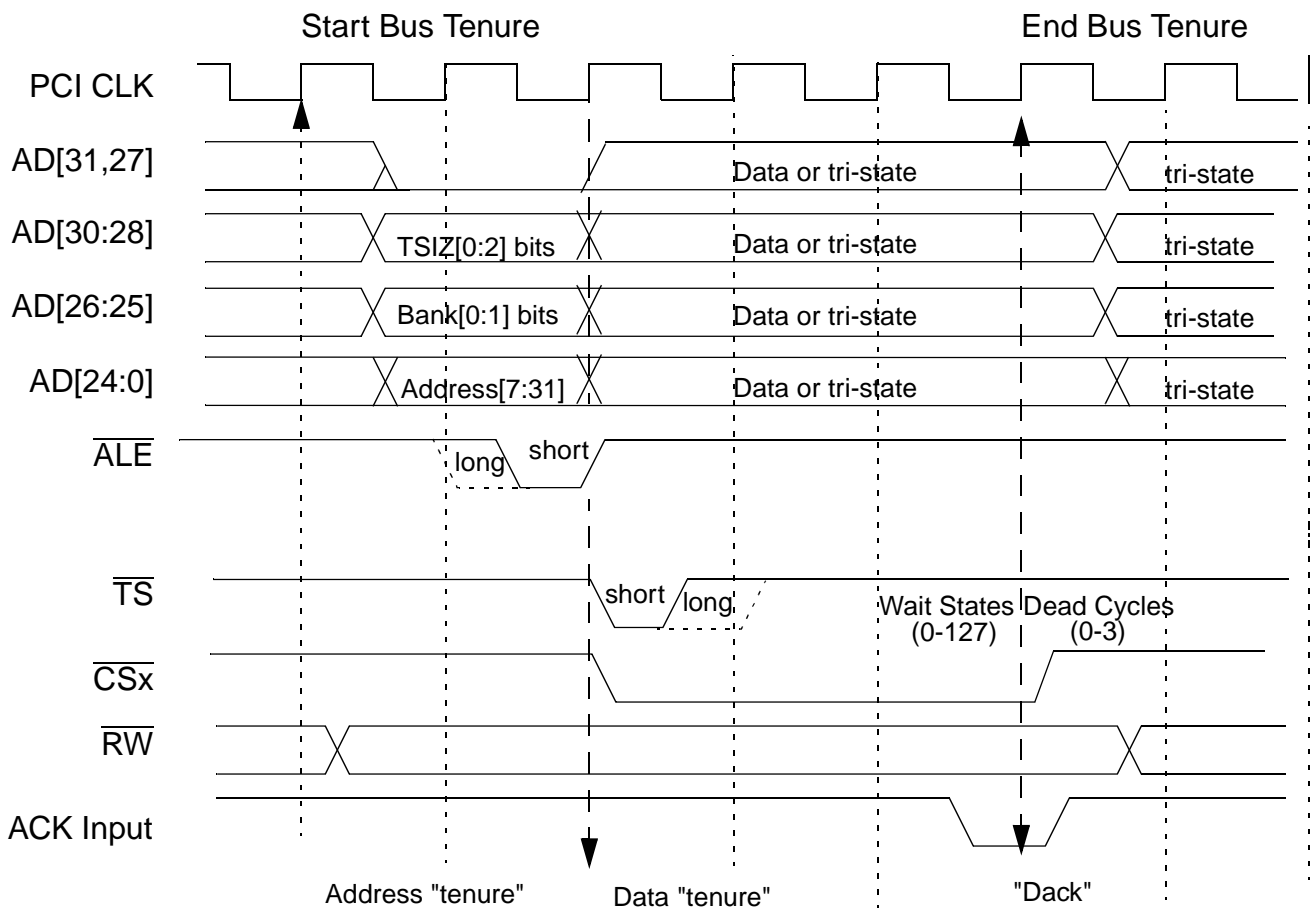 Start Bus Tenure End Bus Tenure
PCI CLK
AD[31,27] Data or tri-state tri-state
AD[30:28] TSIZ[0:2] bits Data or tri-state tri-state
AD[26:25] Bank[0:1] bits Data or tri-state tri-state
AD[24:0] Address[7:31] Data or tri-state tri-state
ALE long short
TS short long
Wait States Dead Cycles
(0-127) (0-3)
CSx
RW
ACK Input
Address "tenure" Data "tenure" "Dack"